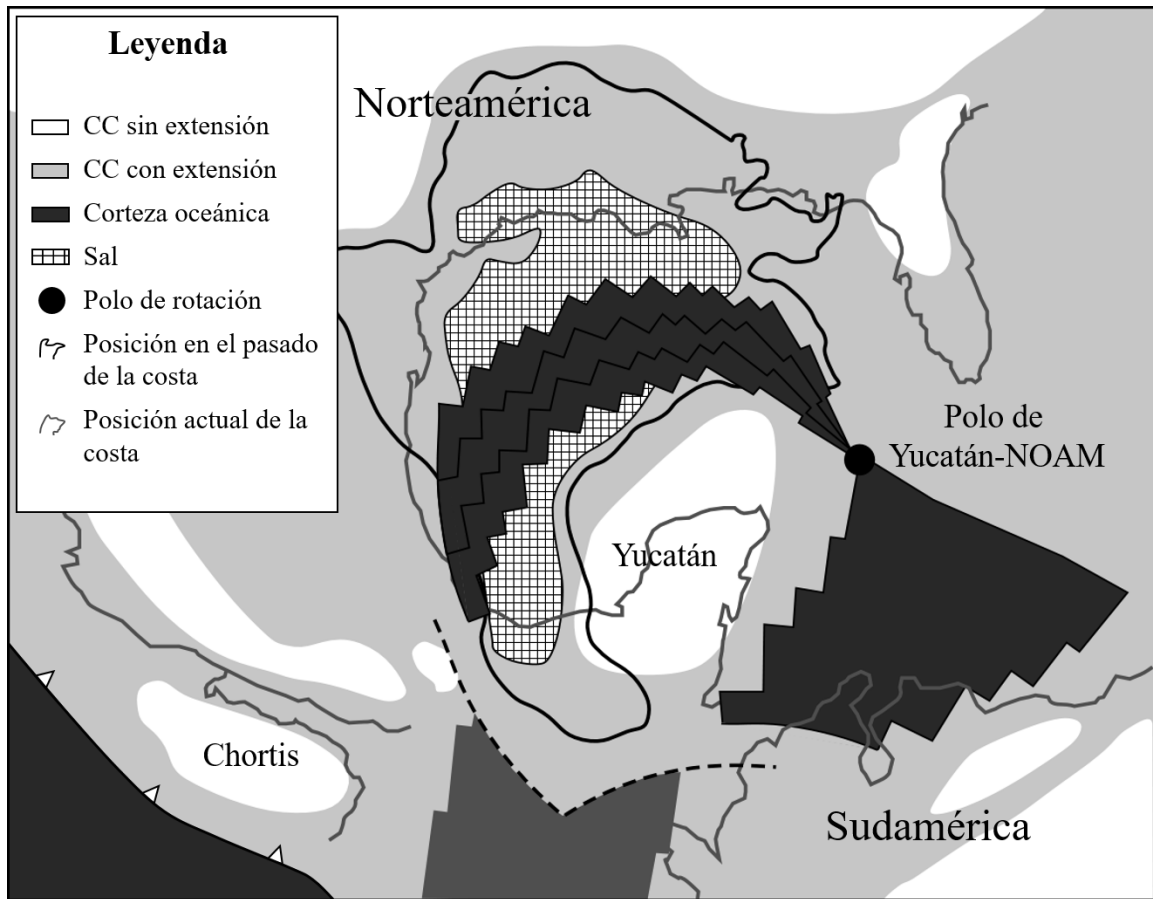 Leyenda
CC sin extensión
CC con extensión
Corteza oceánica
Sal
Polo de rotación
Posición en el pasado
de la costa
Posición actual de la
costa
Norteamérica
Polo de
Yucatán-NOAM
Yucatán
Chortis
Sudamérica